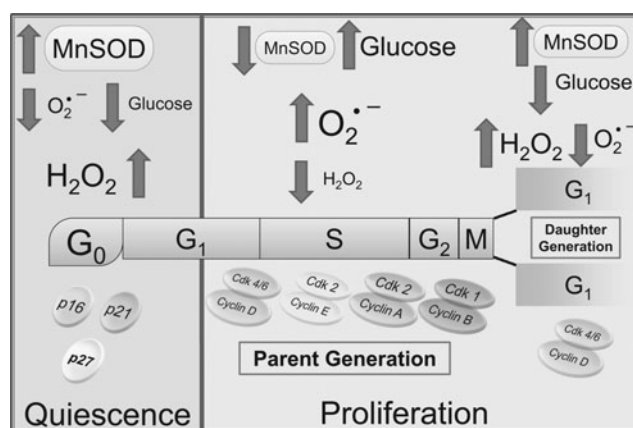 MnSOD
O₂•⁻
Glucose
H₂O₂
MnSOD
Glucose
O₂•⁻
H₂O₂
MnSOD
Glucose
H₂O₂
O₂•⁻
G₀
G₁
S
G₂
M
G₁
Daughter
Generation
G₁
p16
p21
p27
Cdk 4/6
Cyclin D
Cdk 2
Cyclin E
Cdk 2
Cyclin A
Cdk 1
Cyclin B
Cdk 4/6
Cyclin D
Parent Generation
Quiescence
Proliferation